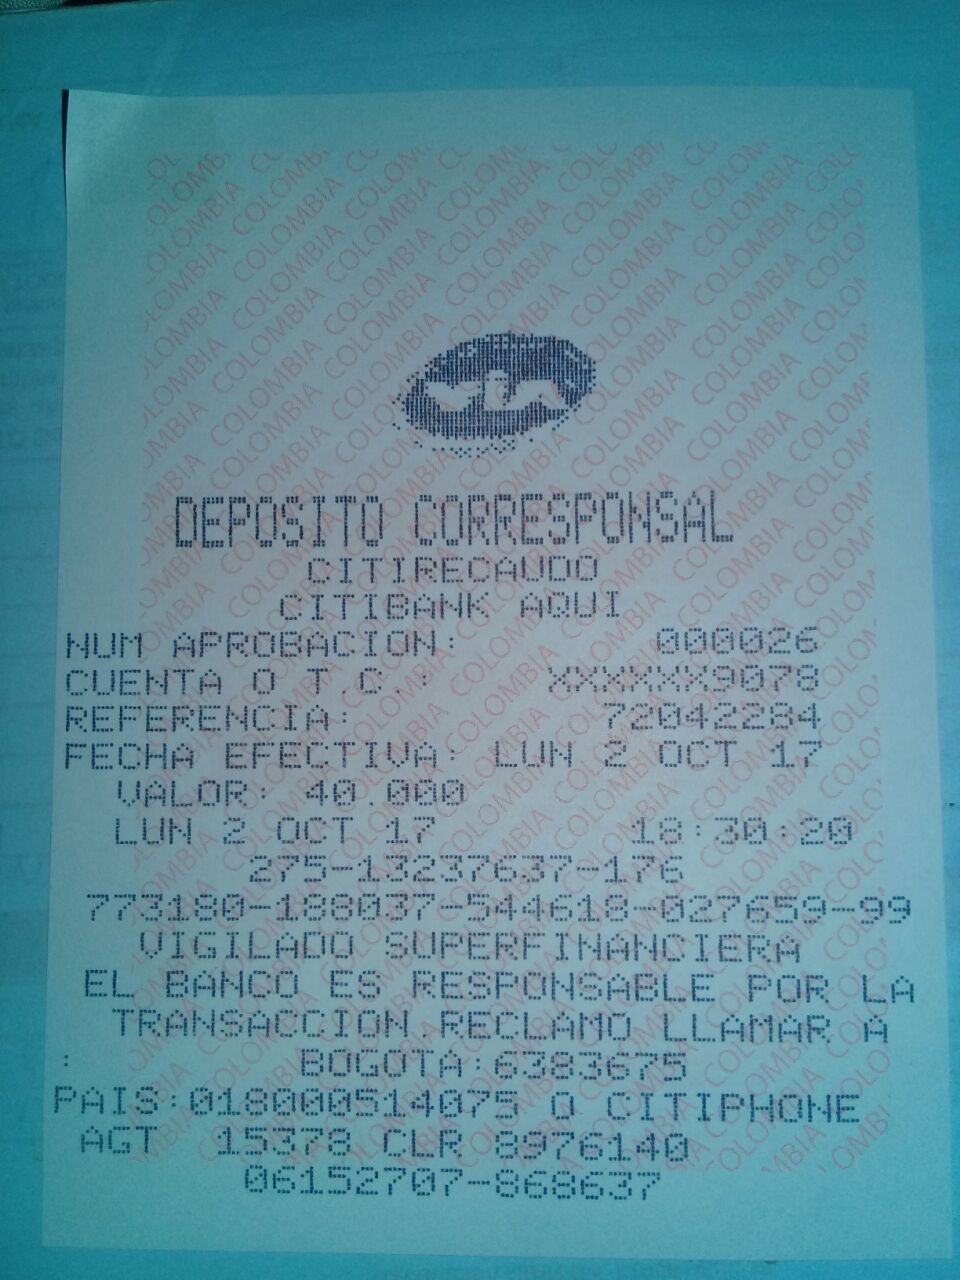 DEPOSITO CORRESPONSAL
CITIRECAUDO
CITIBANK AQUI
NUM APROBACION: 000026
CUENTA O T.C.: XXXXXX9078
REFERENCIA: 72042284
FECHA EFECTIVA: LUN 2 OCT 17
VALOR: 40.000
LUN 2 OCT 17 18:30:20
275-13237637-176
773180-188037-544618-027659-99
VIGILADO SUPERFINANCIERA
EL BANCO ES RESPONSABLE POR LA
TRANSACCION.RECLAMO LLAMAR A
: BOGOTA:6383675
PAIS:018000514075 O CITIPHONE
AGT 15378 CLR 8976140
06152707-868637